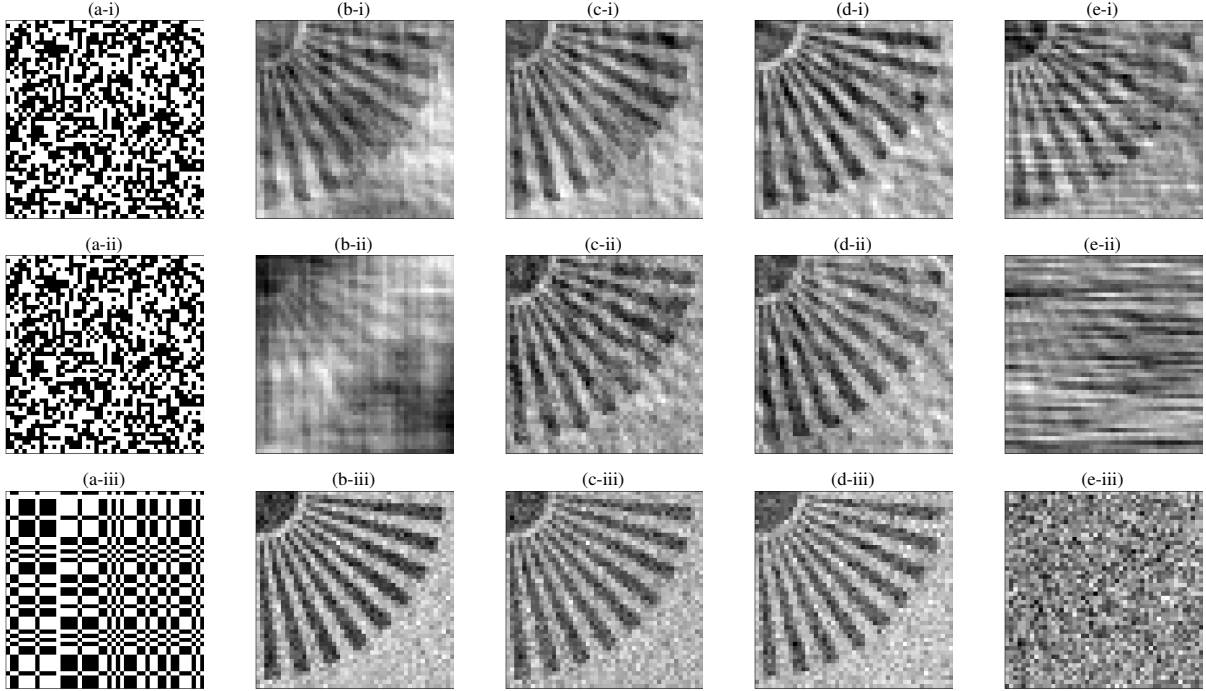 (a-i) (b-i) (c-i) (d-i) (e-i)
(a-ii) (b-ii) (c-ii) (d-ii) (e-ii)
(a-iii) (b-iii) (c-iii) (d-iii) (e-iii)